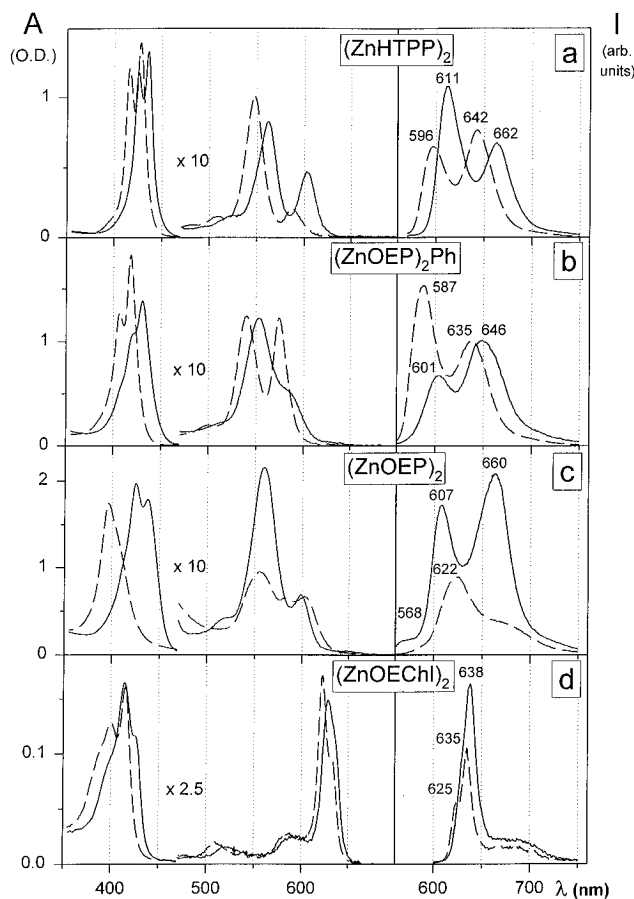 A (O.D.)
I (arb. units)
(ZnHTPP)₂
a
611
642
596
662
x 10
1
0
(ZnOEP)₂Ph
b
587
635
646
601
x 10
1
0
(ZnOEP)₂
c
660
607
622
568
x 10
2
1
0
(ZnOEChl)₂
d
638
635
625
x 2.5
0.1
0.0
400 500 600 600 700 λ (nm)